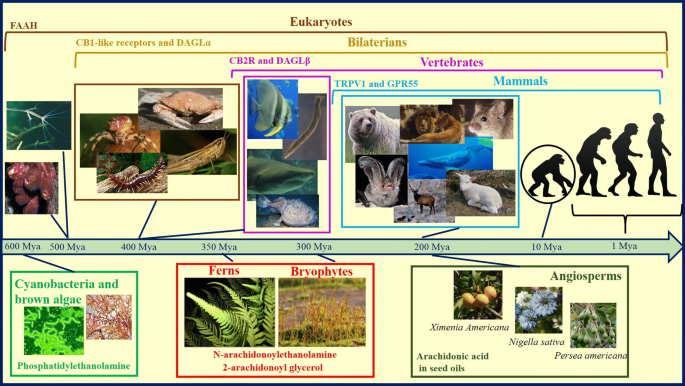 Eukaryotes
FAAH
Bilaterians
CB1-like receptors and DAGLα
CB2R and DAGLβ
Vertebrates
TRPV1 and GPR55
Mammals
600 Mya
500 Mya
400 Mya
350 Mya
300 Mya
200 Mya
10 Mya
1 Mya
Cyanobacteria and
brown algae
Phosphatidylethanolamine
Ferns
Bryophytes
N-arachidonoylethanolamine
2-arachidonoyl glycerol
Angiosperms
Ximenia Americana
Nigella sativa
Persea americana
Arachidonic acid
in seed oils